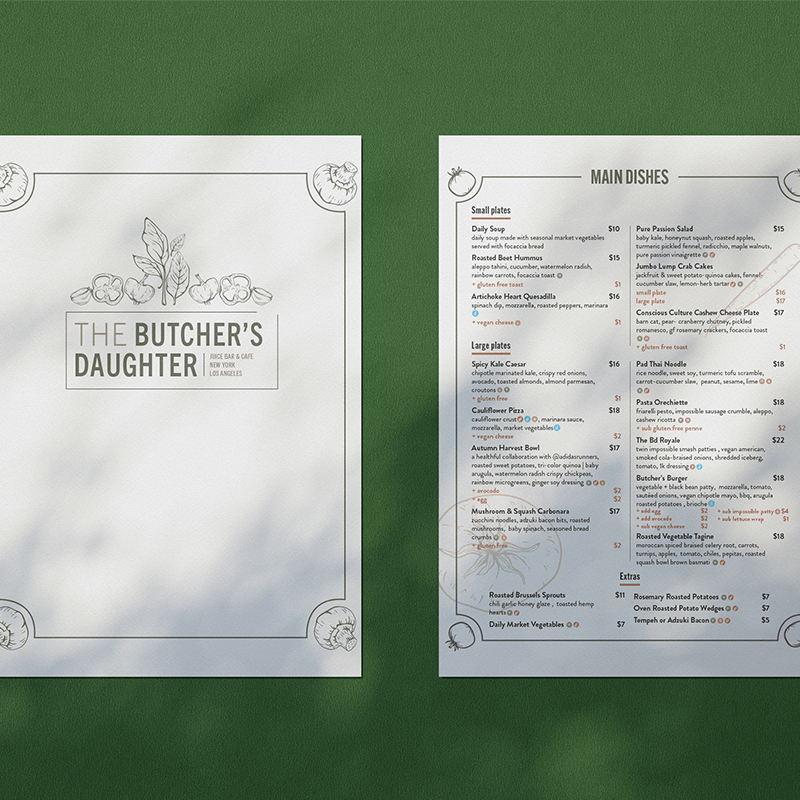 THE BUTCHER'S
DAUGHTER
JUICE BAR & CAFE
NEW YORK
LOS ANGELES
MAIN DISHES
Small plates
Daily Soup $10
daily soup made with seasonal market vegetables
served with focaccia bread
Roasted Beet Hummus $15
aleppo tahini, cucumber, watermelon radish,
rainbow carrots, focaccia toast
+ gluten free toast $1
Artichoke Heart Quesadilla $16
spinach dip, mozzarella, roasted peppers, marinara
+ vegan cheese $1
Pure Passion Salad $15
baby kale, honeynut squash, roasted apples,
turmeric pickled fennel, radicchio, maple walnuts,
pure passion vinaigrette
Jumbo Lump Crab Cakes
jackfruit & sweet potato-quinoa cakes, fennel-
cucumber slaw, lemon-herb tartar
small plate $16
large plate $17
Conscious Culture Cashew Cheese Plate $17
barn cat, pear- cranberry chutney, pickled
romanesco, gf rosemary crackers, focaccia toast
+ gluten free toast $1
Large plates
Spicy Kale Caesar $16
chipotle marinated kale, crispy red onions,
avocado, toasted almonds, almond parmesan,
croutons
+ gluten free $1
Cauliflower Pizza $18
cauliflower crust , marinara sauce,
mozzarella, market vegetables
+ vegan cheese $2
Autumn Harvest Bowl $17
a healthful collaboration with @adidasrunners,
roasted sweet potatoes, tri-color quinoa | baby
arugula, watermelon radish crispy chickpeas,
rainbow microgreens, ginger soy dressing
+ avocado $2
+ egg $2
Mushroom & Squash Carbonara $17
zucchini noodles, adzuki bacon bits, roasted
mushrooms, baby spinach, seasoned bread
crumbs
+ gluten free $2
Pad Thai Noodle $18
rice noodle, sweet soy, turmeric tofu scramble,
carrot-cucumber slaw, peanut, sesame, lime
Pasta Orechiette $18
friarielli pesto, impossible sausage crumble, aleppo,
cashew ricotta
+ sub gluten free penne $2
The Bd Royale $22
twin impossible smash patties , vegan american,
smoked cola- braised onions, shredded iceberg,
tomato, 1k dressing
Butcher's Burger $18
vegetable + black bean patty, mozzarella, tomato,
sautéed onions, vegan chipotle mayo, bbq, arugula
roasted potatoes , brioche
+ add egg $2 + sub impossible patty $4
+ add avocado $2 + sub lettuce wrap $1
+ sub vegan cheese $2
Roasted Vegetable Tagine $18
moroccan spiced braised celery root, carrots,
turnips, apples, tomato, chiles, pepitas, roasted
squash bowl brown basmati
Extras
Roasted Brussels Sprouts $11
chili garlic honey glaze , toasted hemp
hearts
Daily Market Vegetables $7
Rosemary Roasted Potatoes $7
Oven Roasted Potato Wedges $7
Tempeh or Adzuki Bacon $5